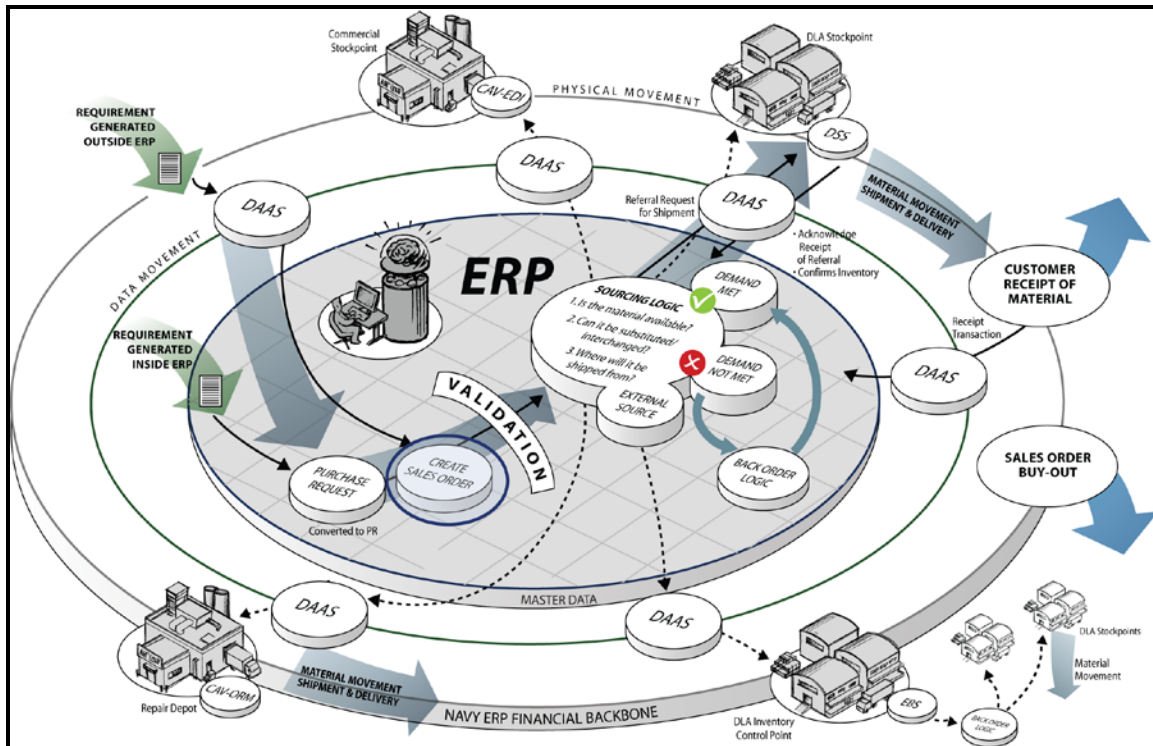 Commercial
Stockpoint
CAV-EDI
DLA Stockpoint
DSS
PHYSICAL MOVEMENT
REQUIREMENT
GENERATED
OUTSIDE ERP
DAAS
DAAS
DAAS
Referral Request
for Shipment
• Acknowledge
Receipt
of Referral
• Confirms Inventory
MATERIAL MOVEMENT
SHIPMENT & DELIVERY
CUSTOMER
RECEIPT OF
MATERIAL
Receipt
Transaction
DAAS
DATA MOVEMENT
ERP
SOURCING LOGIC
1. Is the material available?
2. Can it be substituted/
interchanged?
3. Where will it be
shipped from?
DEMAND
MET
DEMAND
NOT MET
EXTERNAL
SOURCE
BACK ORDER
LOGIC
REQUIREMENT
GENERATED
INSIDE ERP
VALIDATION
PURCHASE
REQUEST
Converted to PR
CREATE
SALES ORDER
SALES ORDER
BUY-OUT
MASTER DATA
DAAS
DAAS
CAV-ORM
Repair Depot
MATERIAL MOVEMENT
SHIPMENT & DELIVERY
NAVY ERP FINANCIAL BACKBONE
DLA Inventory
Control Point
EBS
BACK ORDER
LOGIC
DLA Stockpoints
Material
Movement